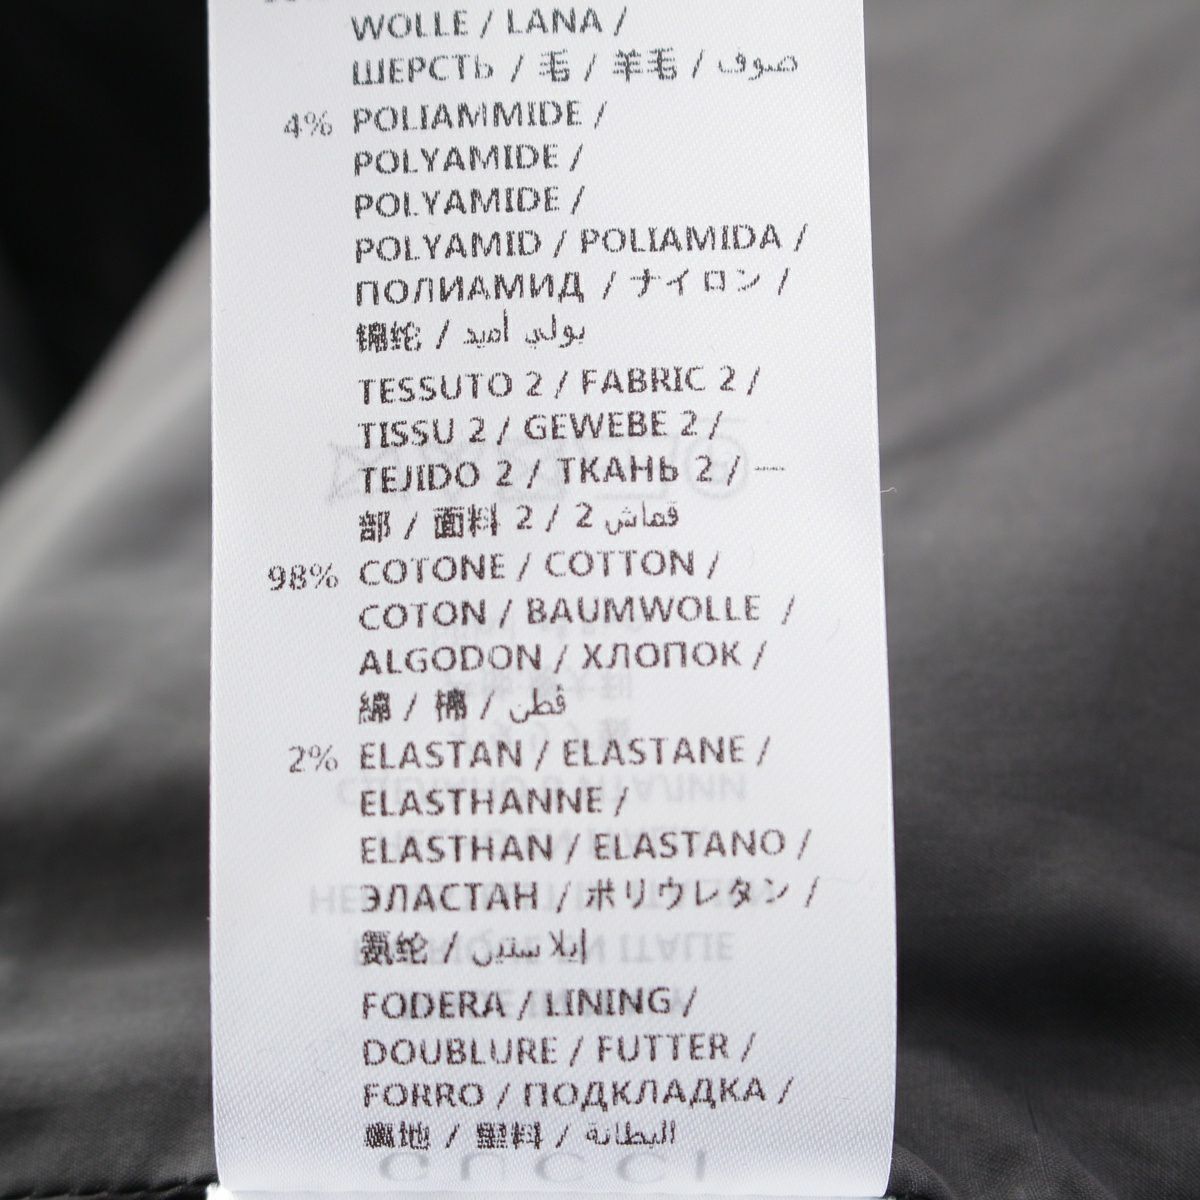 WOLLE / LANA /
ШЕРСТЬ / 毛 / 羊毛 / صوف
4% POLIAMMIDE /
POLYAMIDE /
POLYAMIDE /
POLYAMID / POLIAMIDA /
ПОЛИАМИД / ナイロン /
锦纶 / بولي أميد
TESSUTO 2 / FABRIC 2 /
TISSU 2 / GEWEBE 2 /
TEJIDO 2 / ТКАНЬ 2 / 一
部 / 面料 2 / قماش 2
98% COTONE / COTTON /
COTON / BAUMWOLLE /
ALGODON / ХЛОПОК /
綿 / 棉 / قطن
2% ELASTAN / ELASTANE /
ELASTHANNE /
ELASTHAN / ELASTANO /
ЭЛАСТАН / ポリウレタン /
氨纶 / إيلاستين
FODERA / LINING /
DOUBLURE / FUTTER /
FORRO / ПОДКЛАДКА /
裏地 / 里料 / البطانة
GUCCI